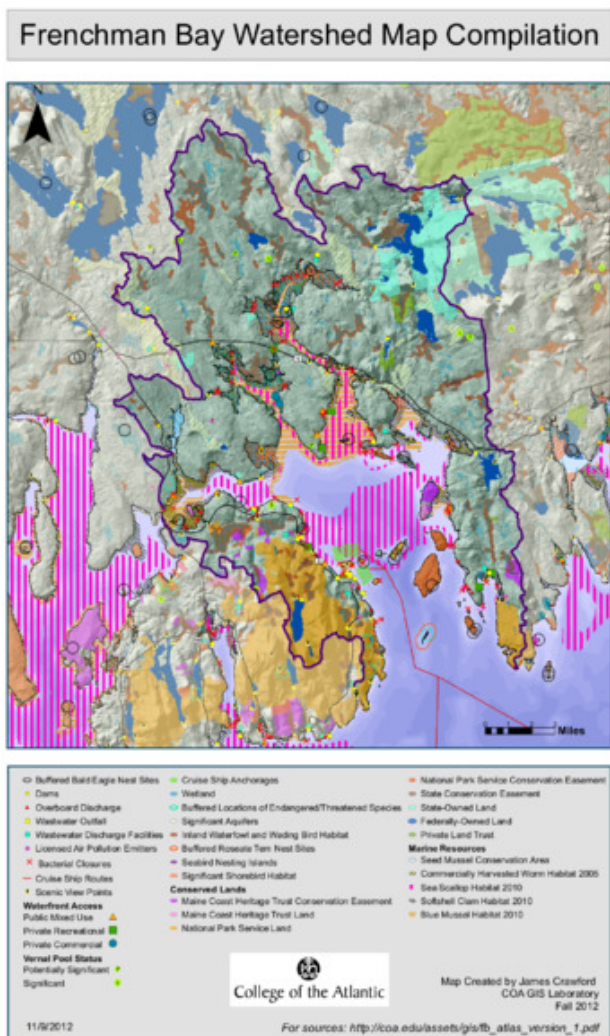 Frenchman Bay Watershed Map Compilation
N
Miles
Buffered Bald Eagle Nest Sites
Dams
Overboard Discharge
Wastewater Outfall
Wastewater Discharge Facilities
Licensed Air Pollution Emitters
Bacterial Closures
Cruise Ship Routes
Scenic View Points
Waterfront Access
Public Mixed Use
Private Recreational
Private Commercial
Vernal Pool Status
Potentially Significant
Significant
Cruise Ship Anchorages
Wetland
Buffered Locations of Endangered/Threatened Species
Significant Aquifers
Inland Waterfowl and Wading Bird Habitat
Buffered Roseate Tern Nest Sites
Seabird Nesting Islands
Significant Shorebird Habitat
Conserved Lands
Maine Coast Heritage Trust Conservation Easement
Maine Coast Heritage Trust Land
National Park Service Land
National Park Service Conservation Easement
State Conservation Easement
State-Owned Land
Federally-Owned Land
Private Land Trust
Marine Resources
Seed Mussel Conservation Area
Commercially Harvested Worm Habitat 2005
Sea Scallop Habitat 2010
Softshell Clam Habitat 2010
Blue Mussel Habitat 2010
College of the Atlantic
Map Created by James Crawford
COA GIS Laboratory
Fall 2012
11/9/2012
For sources: http://coa.edu/assets/gis/fb_atlas_version_1.pdf